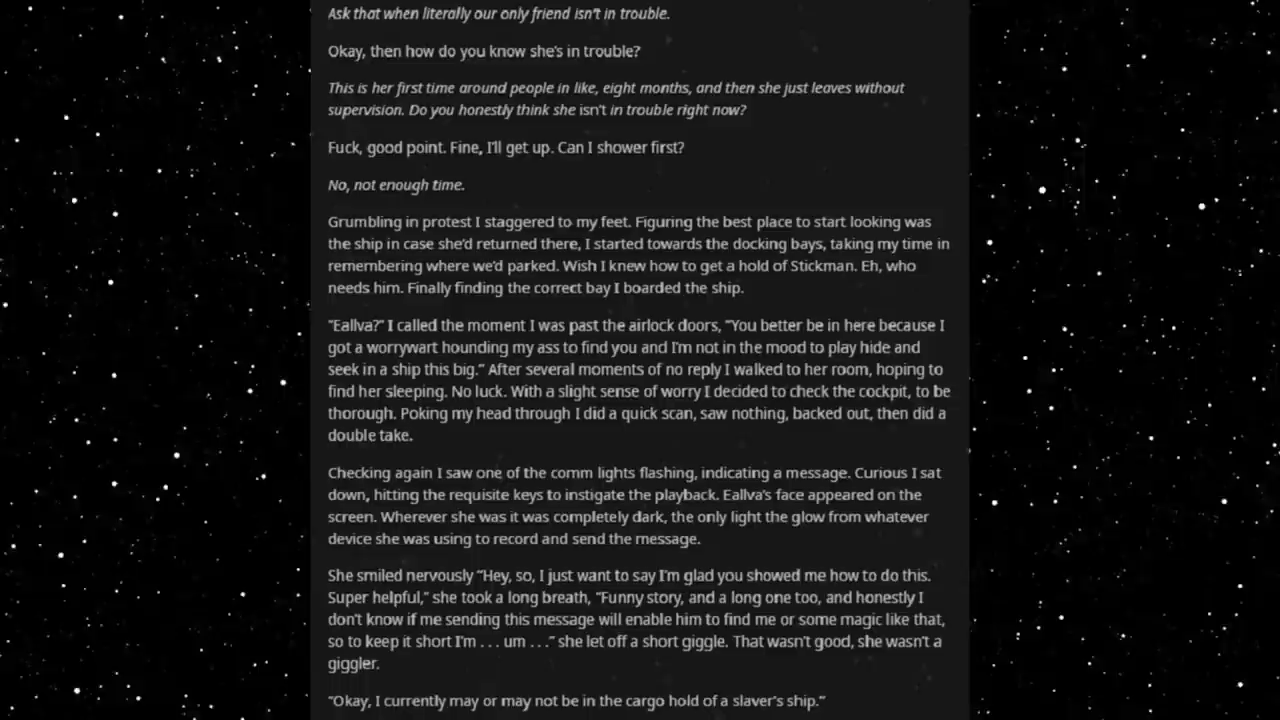 Ask that when literally our only friend isn't in trouble.
Okay, then how do you know she's in trouble?
This is her first time around people in like, eight months, and then she just leaves without
supervision. Do you honestly think she isn't in trouble right now?
Fuck, good point. Fine, I'll get up. Can I shower first?
No, not enough time.
Grumbling in protest I staggered to my feet. Figuring the best place to start looking was
the ship in case she'd returned there, I started towards the docking bays, taking my time in
remembering where we'd parked. Wish I knew how to get a hold of Stickman. Eh, who
needs him. Finally finding the correct bay I boarded the ship.
"Eallva?" I called the moment I was past the airlock doors, "You better be in here because I
got a worrywart hounding my ass to find you and I'm not in the mood to play hide and
seek in a ship this big." After several moments of no reply I walked to her room, hoping to
find her sleeping. No luck. With a slight sense of worry I decided to check the cockpit, to be
thorough. Poking my head through I did a quick scan, saw nothing, backed out, then did a
double take.
Checking again I saw one of the comm lights flashing, indicating a message. Curious I sat
down, hitting the requisite keys to instigate the playback. Eallva's face appeared on the
screen. Wherever she was it was completely dark, the only light the glow from whatever
device she was using to record and send the message.
She smiled nervously "Hey, so, I just want to say I'm glad you showed me how to do this.
Super helpful," she took a long breath, "Funny story, and a long one too, and honestly I
don't know if me sending this message will enable him to find me or some magic like that,
so to keep it short I'm . . . um . . ." she let off a short giggle. That wasn't good, she wasn't a
giggler.
"Okay, I currently may or may not be in the cargo hold of a slaver's ship."